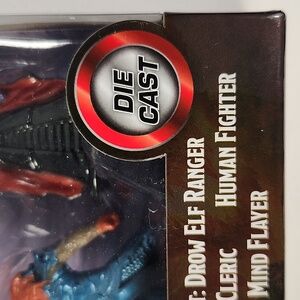 DIE
CAST
: DROW ELF RANGER
HUMAN FIGHTER
CLERIC
MIND FLAYER